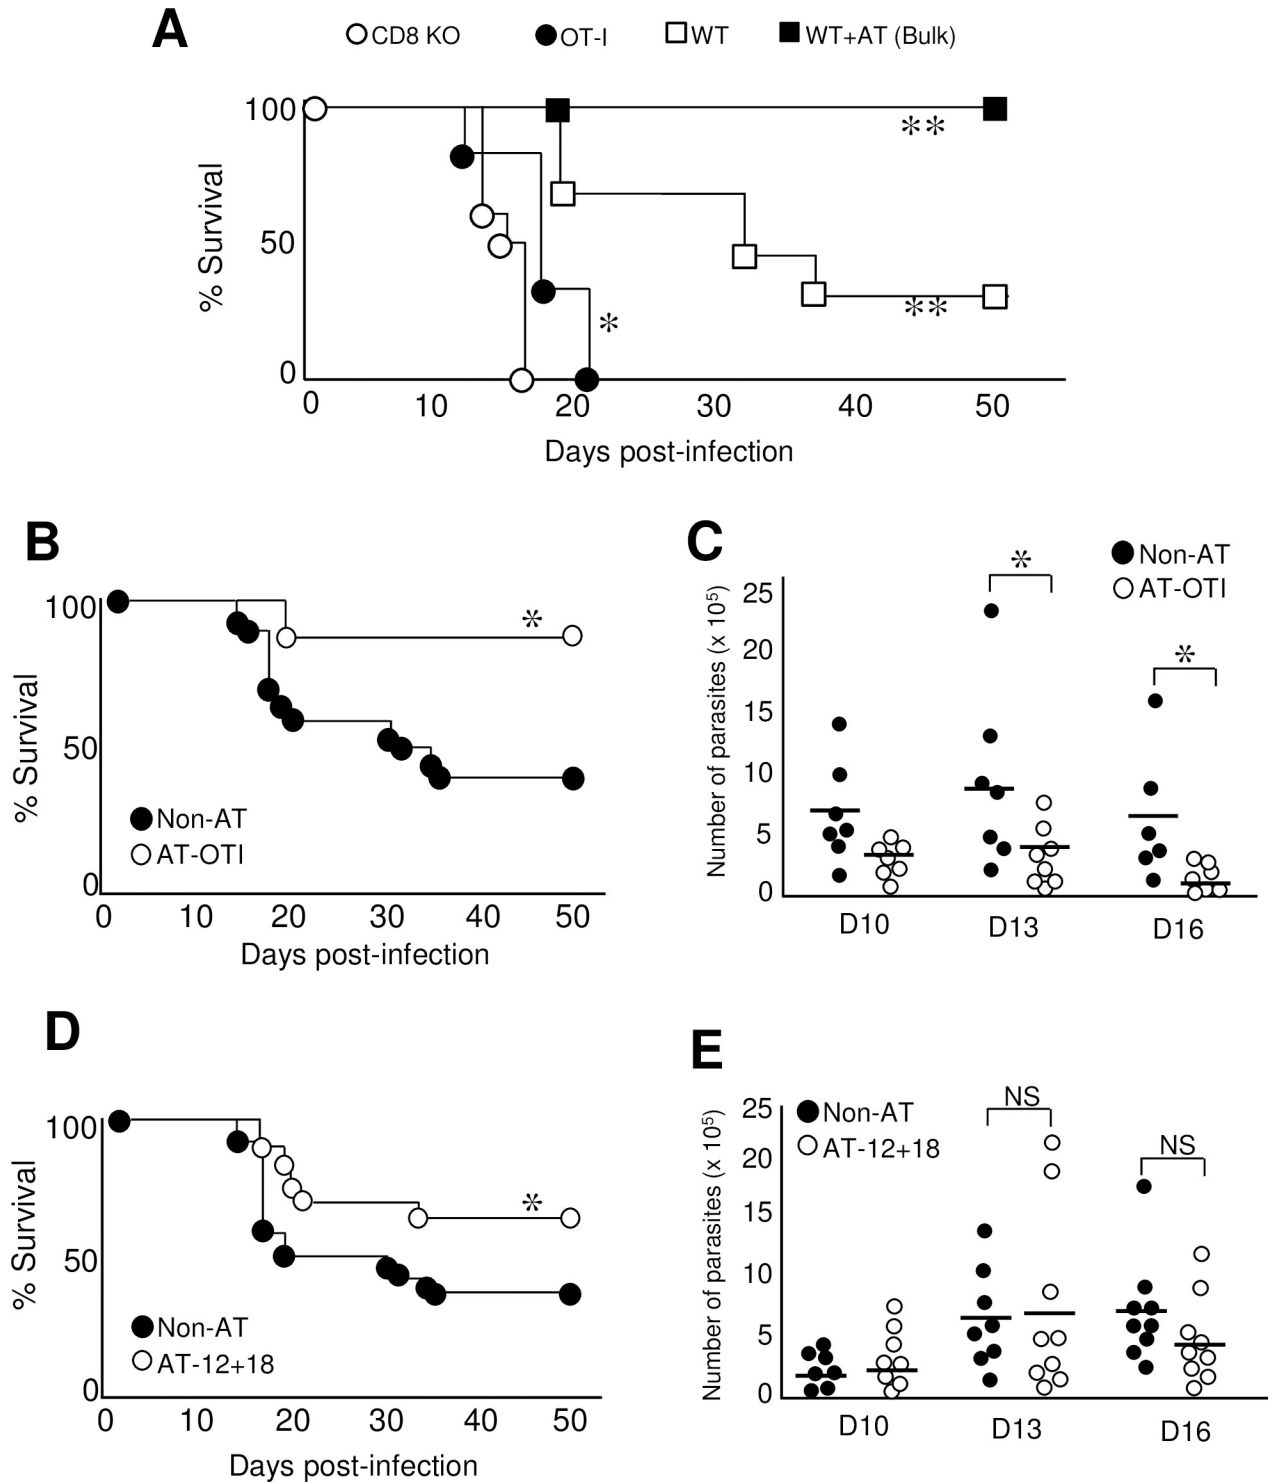 A
CD8 KO OT-I WT WT+AT (Bulk)
% Survival
100
50
0
**
**
*
0 10 20 30 40 50
Days post-infection
B
% Survival
100
50
0
*
Non-AT
AT-OTI
0 10 20 30 40 50
Days post-infection
C
Non-AT
AT-OTI
Number of parasites (x 10⁵)
25
20
15
10
5
0
*
*
D10 D13 D16
D
% Survival
100
50
0
*
Non-AT
AT-12+18
0 10 20 30 40 50
Days post-infection
E
Non-AT
AT-12+18
Number of parasites (x 10⁵)
25
20
15
10
5
0
NS
NS
D10 D13 D16